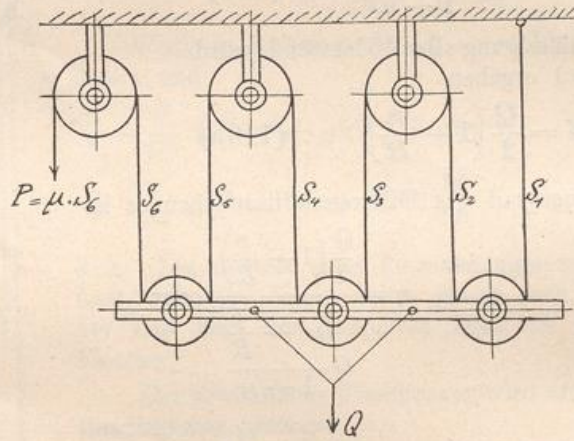 P = μ · S₆ S₆ S₅ S₄ S₃ S₂ S₁
Q